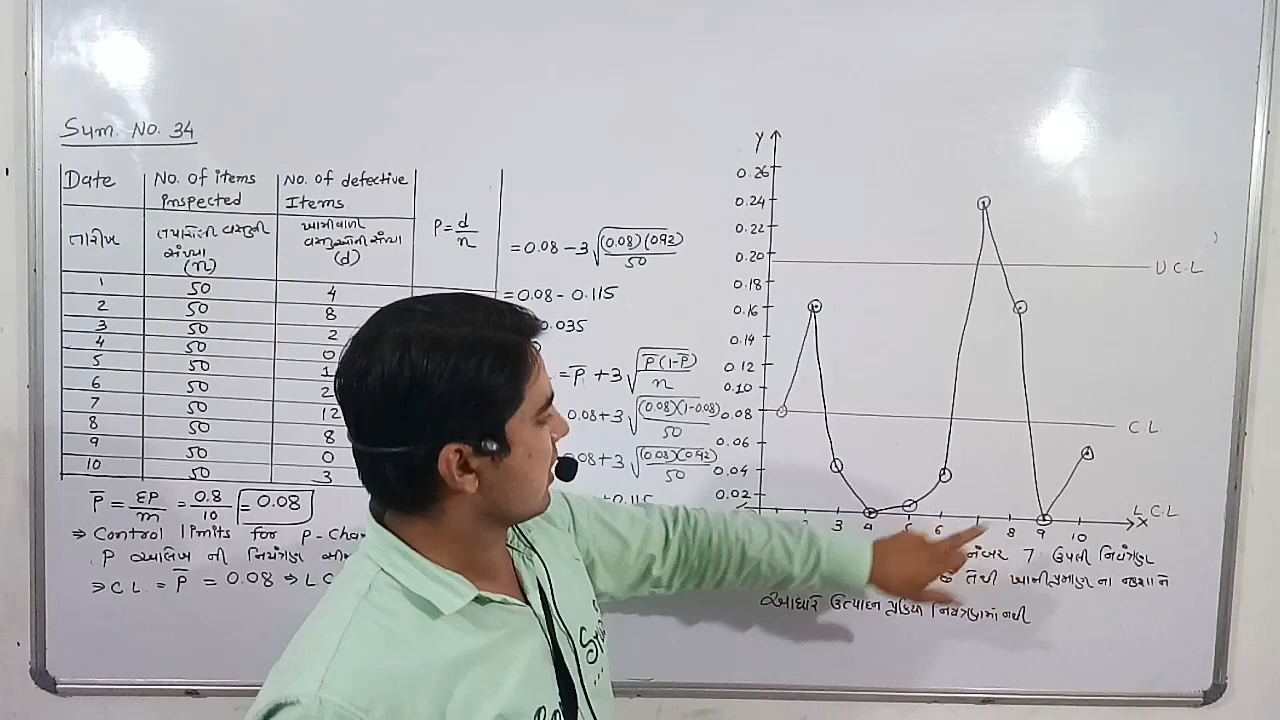 Sum. No. 34
Date
No. of items Inspected
No. of defective Items
P = d/n
તારીખ
તપાસેલી વસ્તુની સંખ્યા (n)
ખામીવાળી વસ્તુઓની સંખ્યા (d)
1 50 4
2 50 8
3 50 2
4 50 0
5 50 1
6 50 2
7 50 12
8 50 8
9 50 0
10 50 3
P̄ = ΣP/m = 0.8/10 = 0.08
⇒ Control limits for P-Cha
P આલેખ ની નિયંત્રણ
⇒ C.L. = P̄ = 0.08 ⇒ L C
= 0.08 − 3 √((0.08)(0.92)/50)
= 0.08 − 0.115
0.035
= P̄ + 3 √(P̄(1-P̄)/n)
0.08 + 3 √((0.08)(1-0.08)/50)
08 + 3 √((0.08)(0.92)/50)
0.115
Y
0.26
0.24
0.22
0.20
0.18
0.16
0.14
0.12
0.10
0.08
0.06
0.04
0.02
U.C.L
C.L.
L.C.L
3 4 5 6 8 9 10 X
નંબર 7 ઉપલી નિયંત્રણ
તેથી ખામીપ્રમાણ ના નકશાને
આધારે ઉત્પાદન પ્રક્રિયા નિયંત્રણમાં નથી